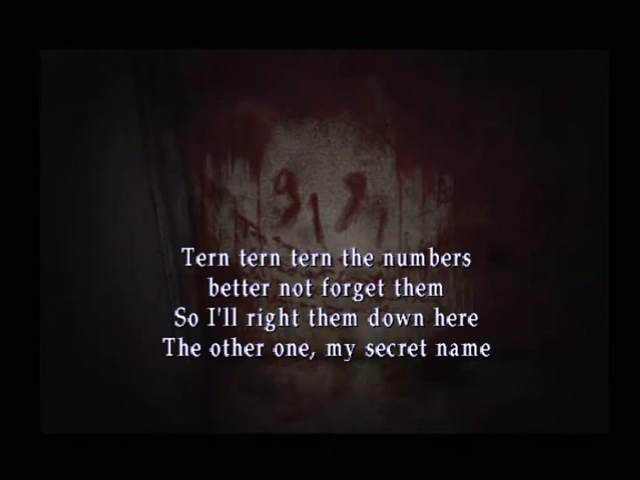 Tern tern tern the numbers
better not forget them
So I'll right them down here
The other one, my secret name